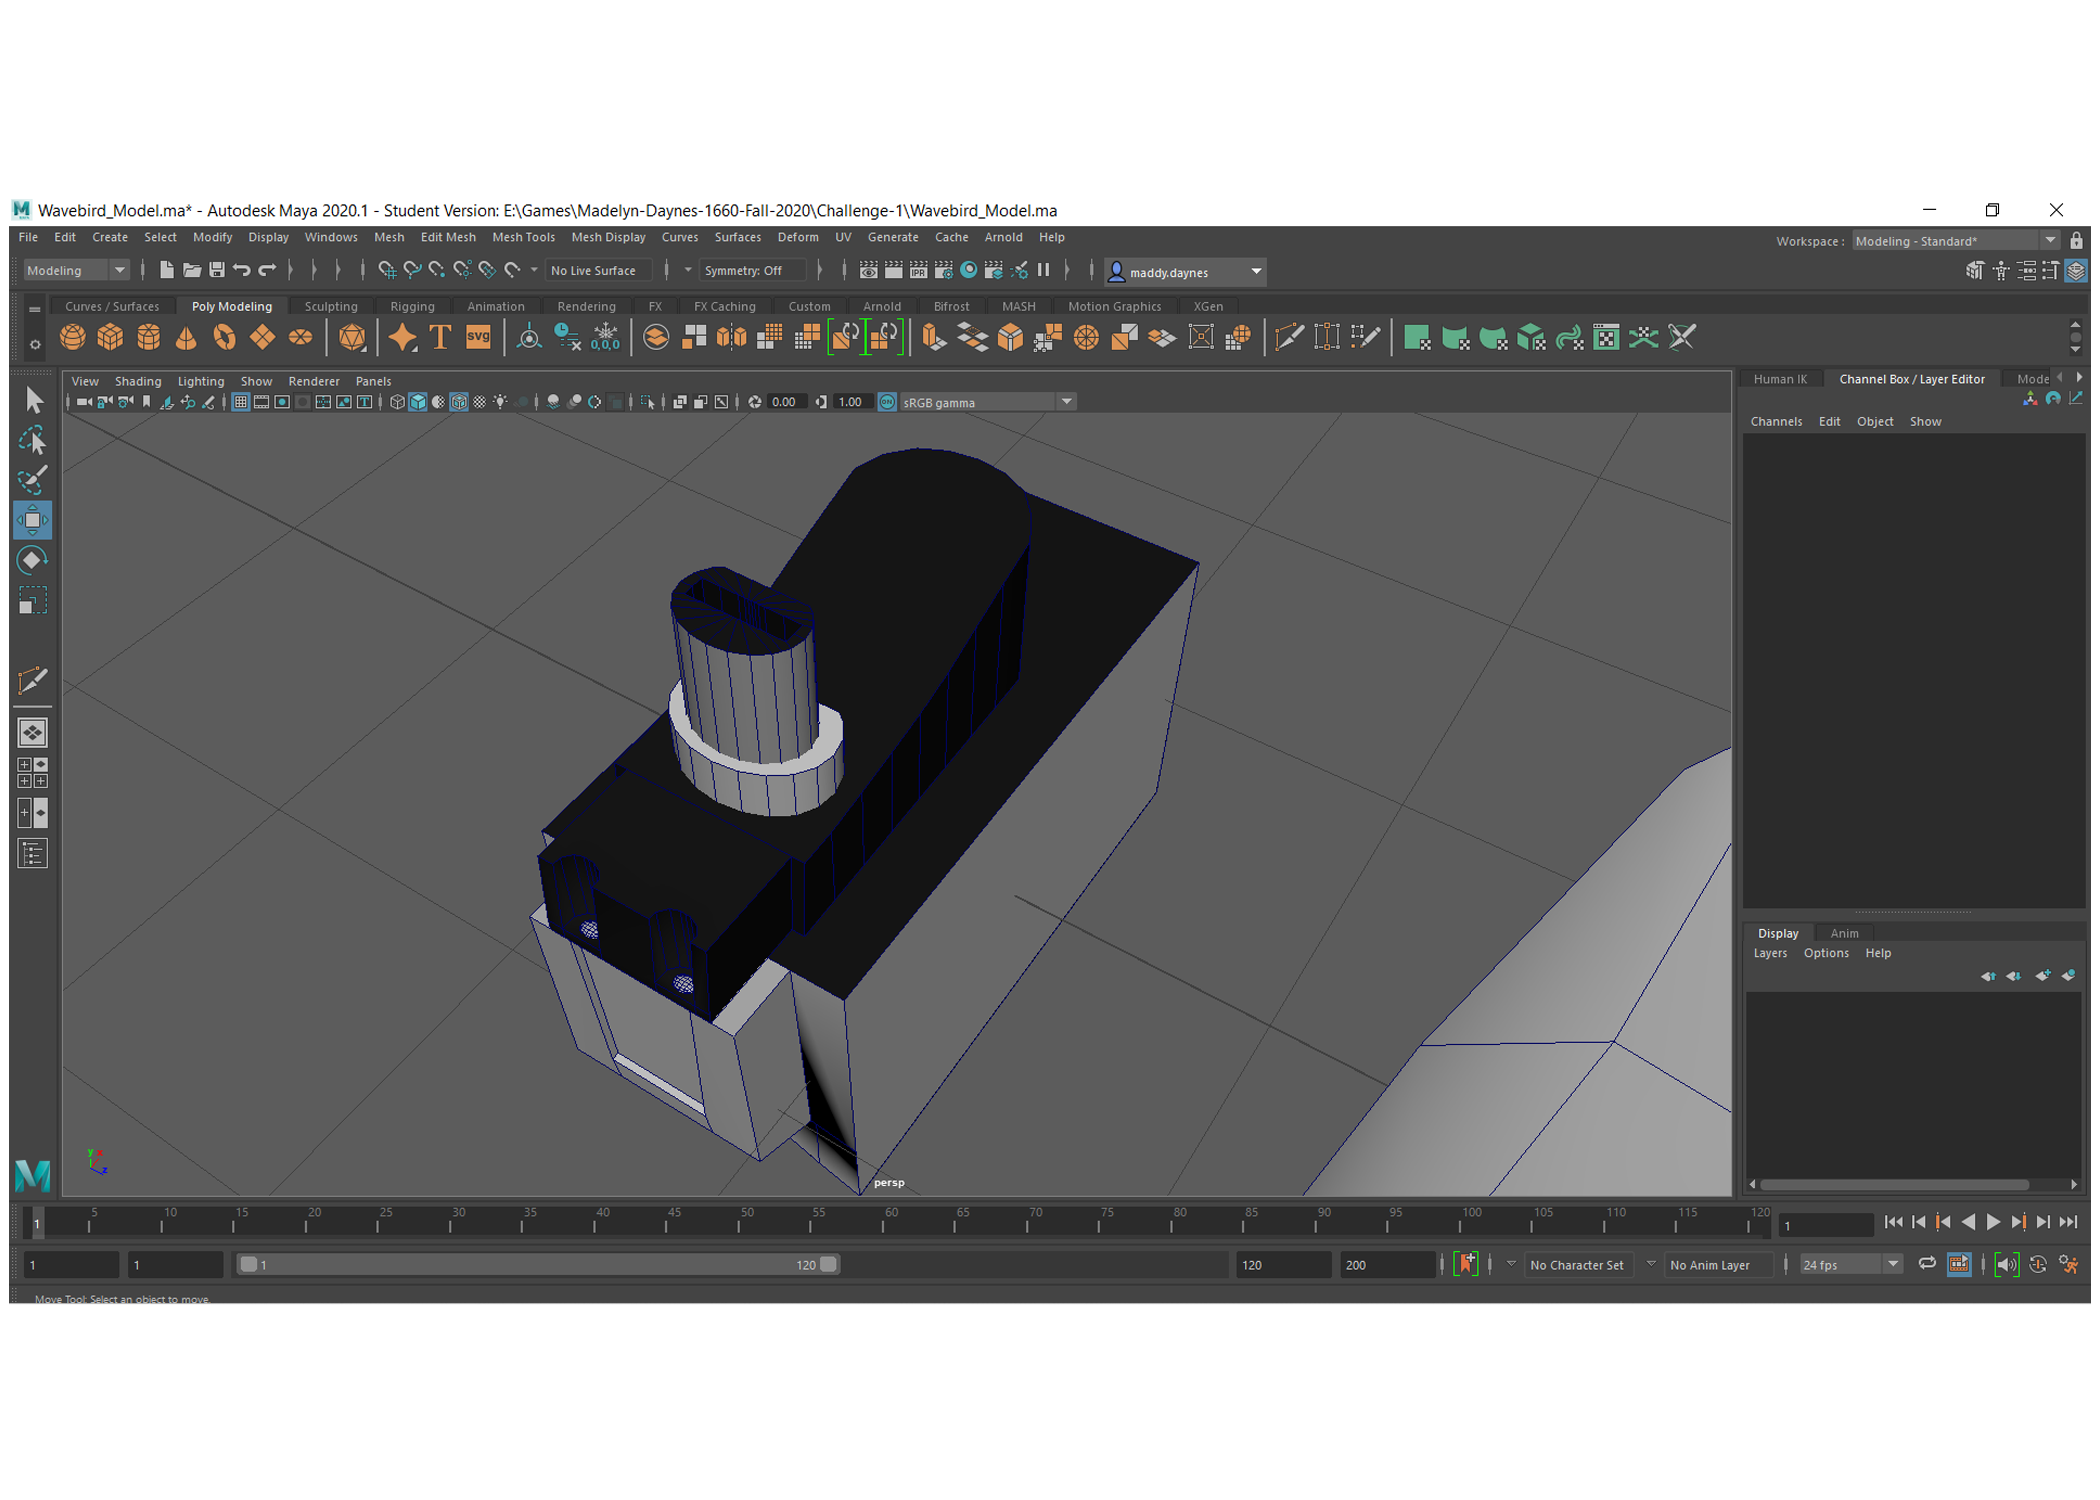 Wavebird_Model.ma* - Autodesk Maya 2020.1 - Student Version: E:\Games\Madelyn-Daynes-1660-Fall-2020\Challenge-1\Wavebird_Model.ma
File Edit Create Select Modify Display Windows Mesh Edit Mesh Mesh Tools Mesh Display Curves Surfaces Deform UV Generate Cache Arnold Help
Workspace : Modeling - Standard*
Modeling No Live Surface Symmetry: Off maddy.daynes
Curves / Surfaces Poly Modeling Sculpting Rigging Animation Rendering FX FX Caching Custom Arnold Bifrost MASH Motion Graphics XGen
T svg 0,0,0
View Shading Lighting Show Renderer Panels
0.00 1.00 ON sRGB gamma
Human IK Channel Box / Layer Editor Mode
Channels Edit Object Show
Display Anim
Layers Options Help
y x z
persp
1 5 10 15 20 25 30 35 40 45 50 55 60 65 70 75 80 85 90 95 100 105 110 115 120 1
1 1 1 120 120 200 No Character Set No Anim Layer 24 fps
Move Tool: Select an object to move.